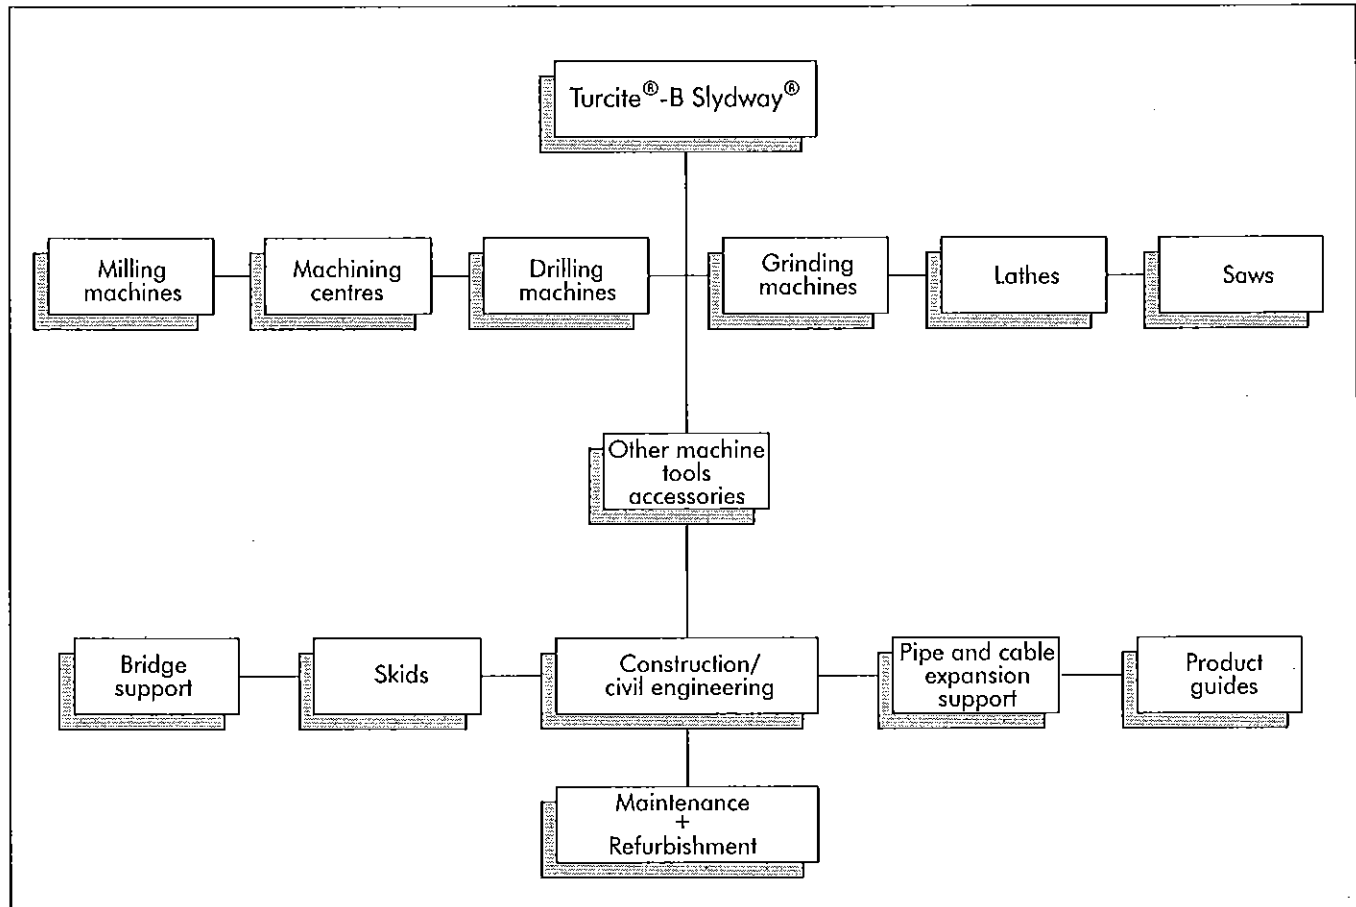 Turcite®-B Slydway®
Milling
machines
Machining
centres
Drilling
machines
Grinding
machines
Lathes
Saws
Other machine
tools
accessories
Bridge
support
Skids
Construction/
civil engineering
Pipe and cable
expansion
support
Product
guides
Maintenance
+
Refurbishment